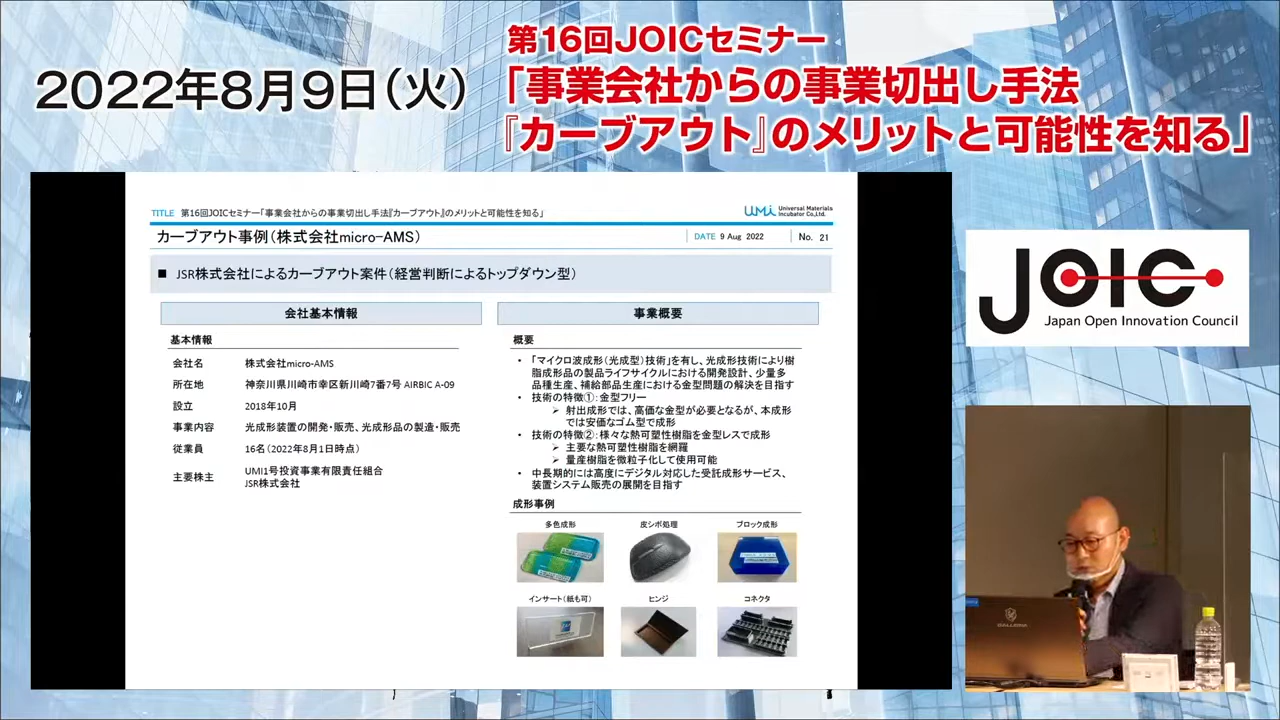 2022年8月9日（火）
第16回JOICセミナー
「事業会社からの事業切出し手法
『カーブアウト』のメリットと可能性を知る」
TITLE 第16回JOICセミナー「事業会社からの事業切出し手法『カーブアウト』のメリットと可能性を知る」
UMI Universal Materials
Incubator Co,Ltd.
カーブアウト事例（株式会社micro-AMS）
DATE 9 Aug 2022
No. 21
■ JSR株式会社によるカーブアウト案件（経営判断によるトップダウン型）
会社基本情報
基本情報
会社名 株式会社micro-AMS
所在地 神奈川県川崎市幸区新川崎7番7号 AIRBIC A-09
設立 2018年10月
事業内容 光成形装置の開発・販売、光成形品の製造・販売
従業員 16名（2022年8月1日時点）
主要株主 UMI1号投資事業有限責任組合
JSR株式会社
事業概要
概要
・ 「マイクロ波成形（光成型）技術」を有し、光成形技術により樹
脂成形品の製品ライフサイクルにおける開発設計、少量多
品種生産、補給部品生産における金型問題の解決を目指す
・ 技術の特徴①：金型フリー
➢ 射出成形では、高価な金型が必要となるが、本成形
では安価なゴム型で成形
・ 技術の特徴②：様々な熱可塑性樹脂を金型レスで成形
➢ 主要な熱可塑性樹脂を網羅
➢ 量産樹脂を微粒子化して使用可能
・ 中長期的には高度にデジタル対応した受託成形サービス、
装置システム販売の展開を目指す
成形事例
多色成形 皮シボ処理 ブロック成形
インサート（紙も可） ヒンジ コネクタ
JOIC
Japan Open Innovation Council
GALLERIA